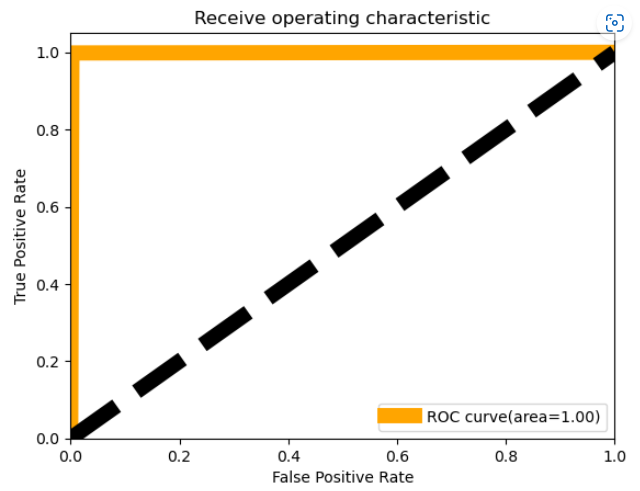 Receive operating characteristic
True Positive Rate
1.0
0.8
0.6
0.4
0.2
0.0
ROC curve(area=1.00)
0.0 0.2 0.4 0.6 0.8 1.0
False Positive Rate